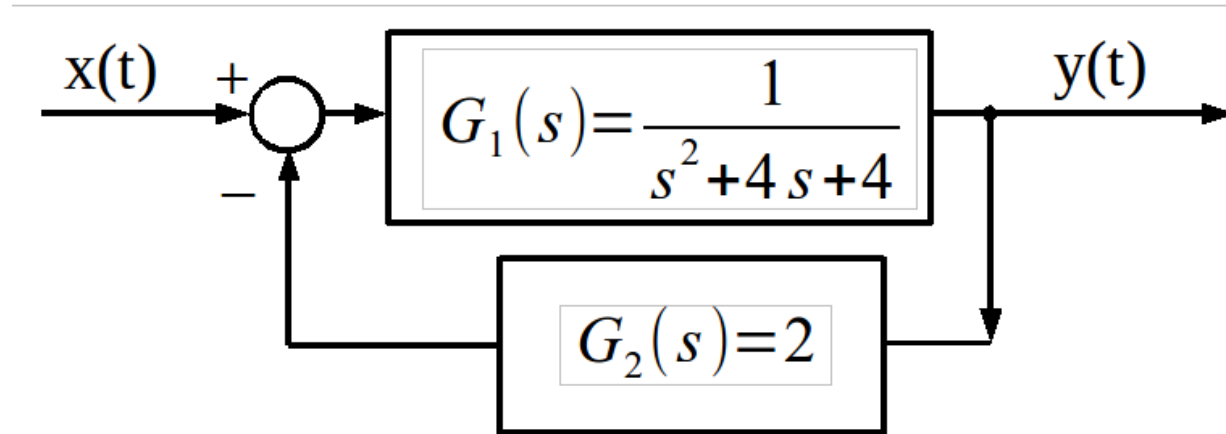 x(t)
+
G₁(s)=1/(s²+4s+4)
y(t)
−
G₂(s)=2